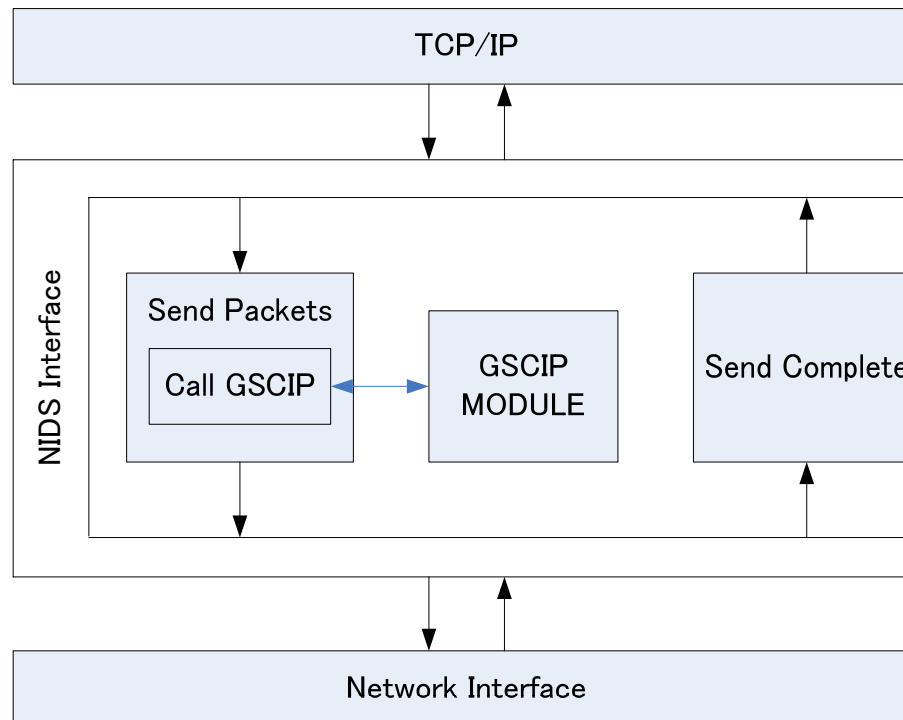 TCP/IP
NIDS Interface
Send Packets
Call GSCIP
GSCIP
MODULE
Send Complete
Network Interface